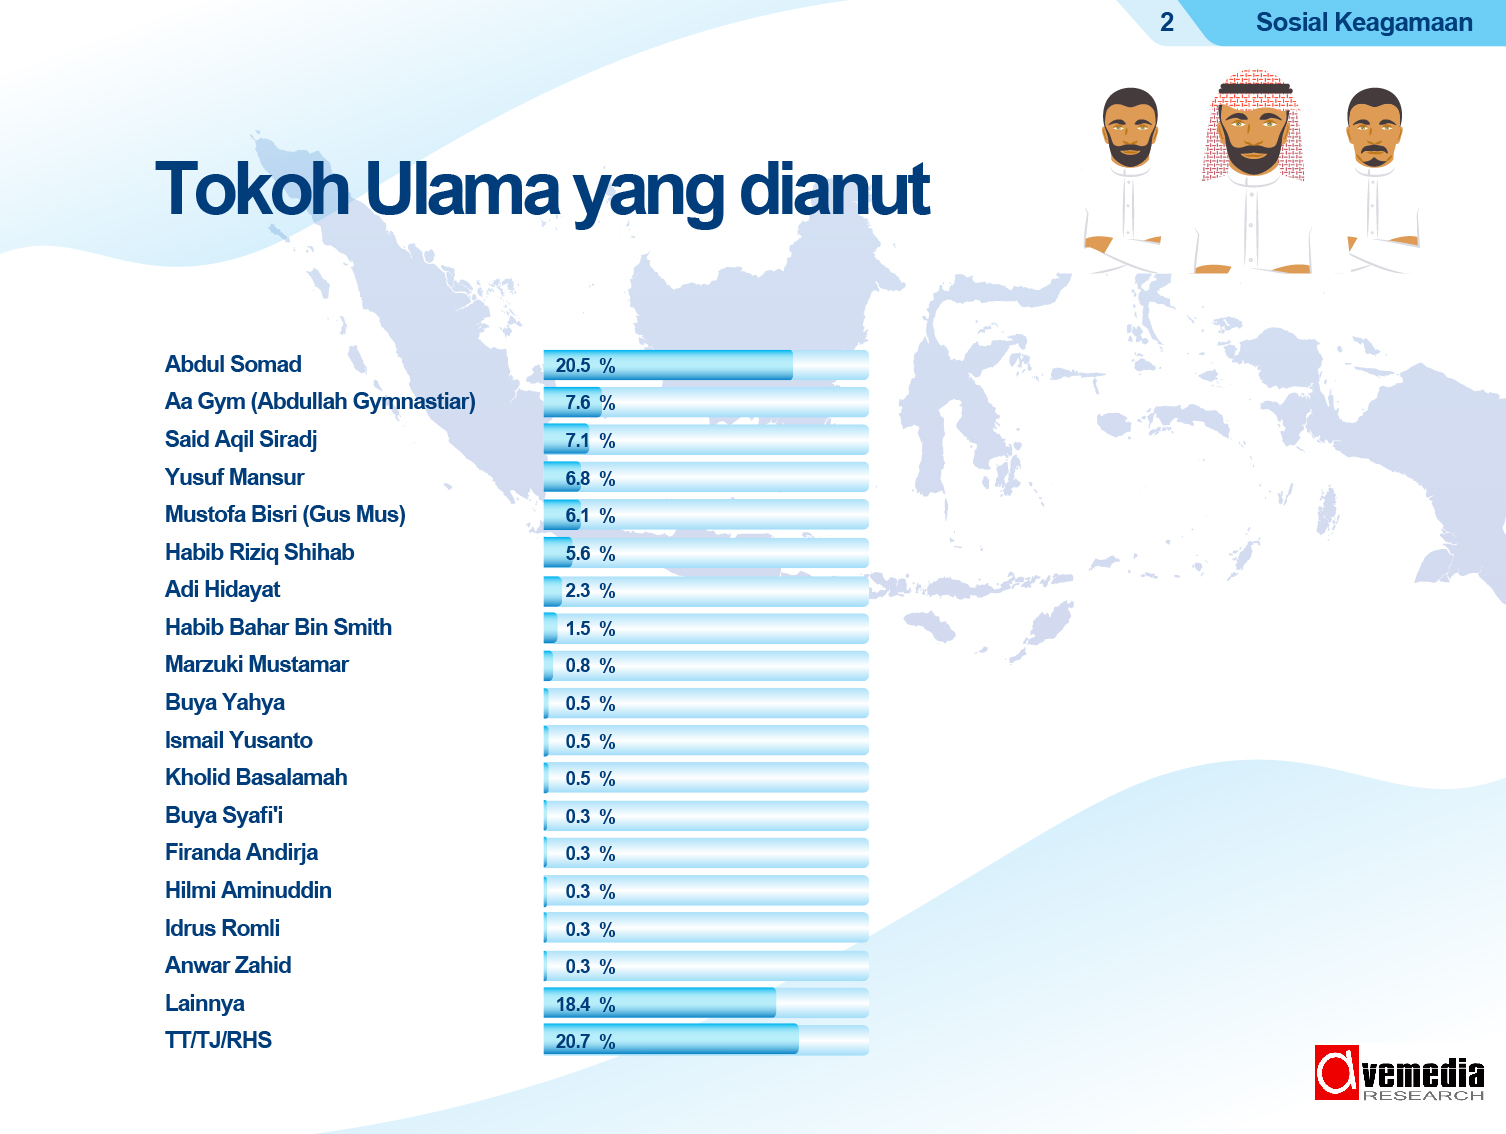 2 Sosial Keagamaan
Tokoh Ulama yang dianut
Abdul Somad 20.5 %
Aa Gym (Abdullah Gymnastiar) 7.6 %
Said Aqil Siradj 7.1 %
Yusuf Mansur 6.8 %
Mustofa Bisri (Gus Mus) 6.1 %
Habib Riziq Shihab 5.6 %
Adi Hidayat 2.3 %
Habib Bahar Bin Smith 1.5 %
Marzuki Mustamar 0.8 %
Buya Yahya 0.5 %
Ismail Yusanto 0.5 %
Kholid Basalamah 0.5 %
Buya Syafi'i 0.3 %
Firanda Andirja 0.3 %
Hilmi Aminuddin 0.3 %
Idrus Romli 0.3 %
Anwar Zahid 0.3 %
Lainnya 18.4 %
TT/TJ/RHS 20.7 %
avemedia
RESEARCH